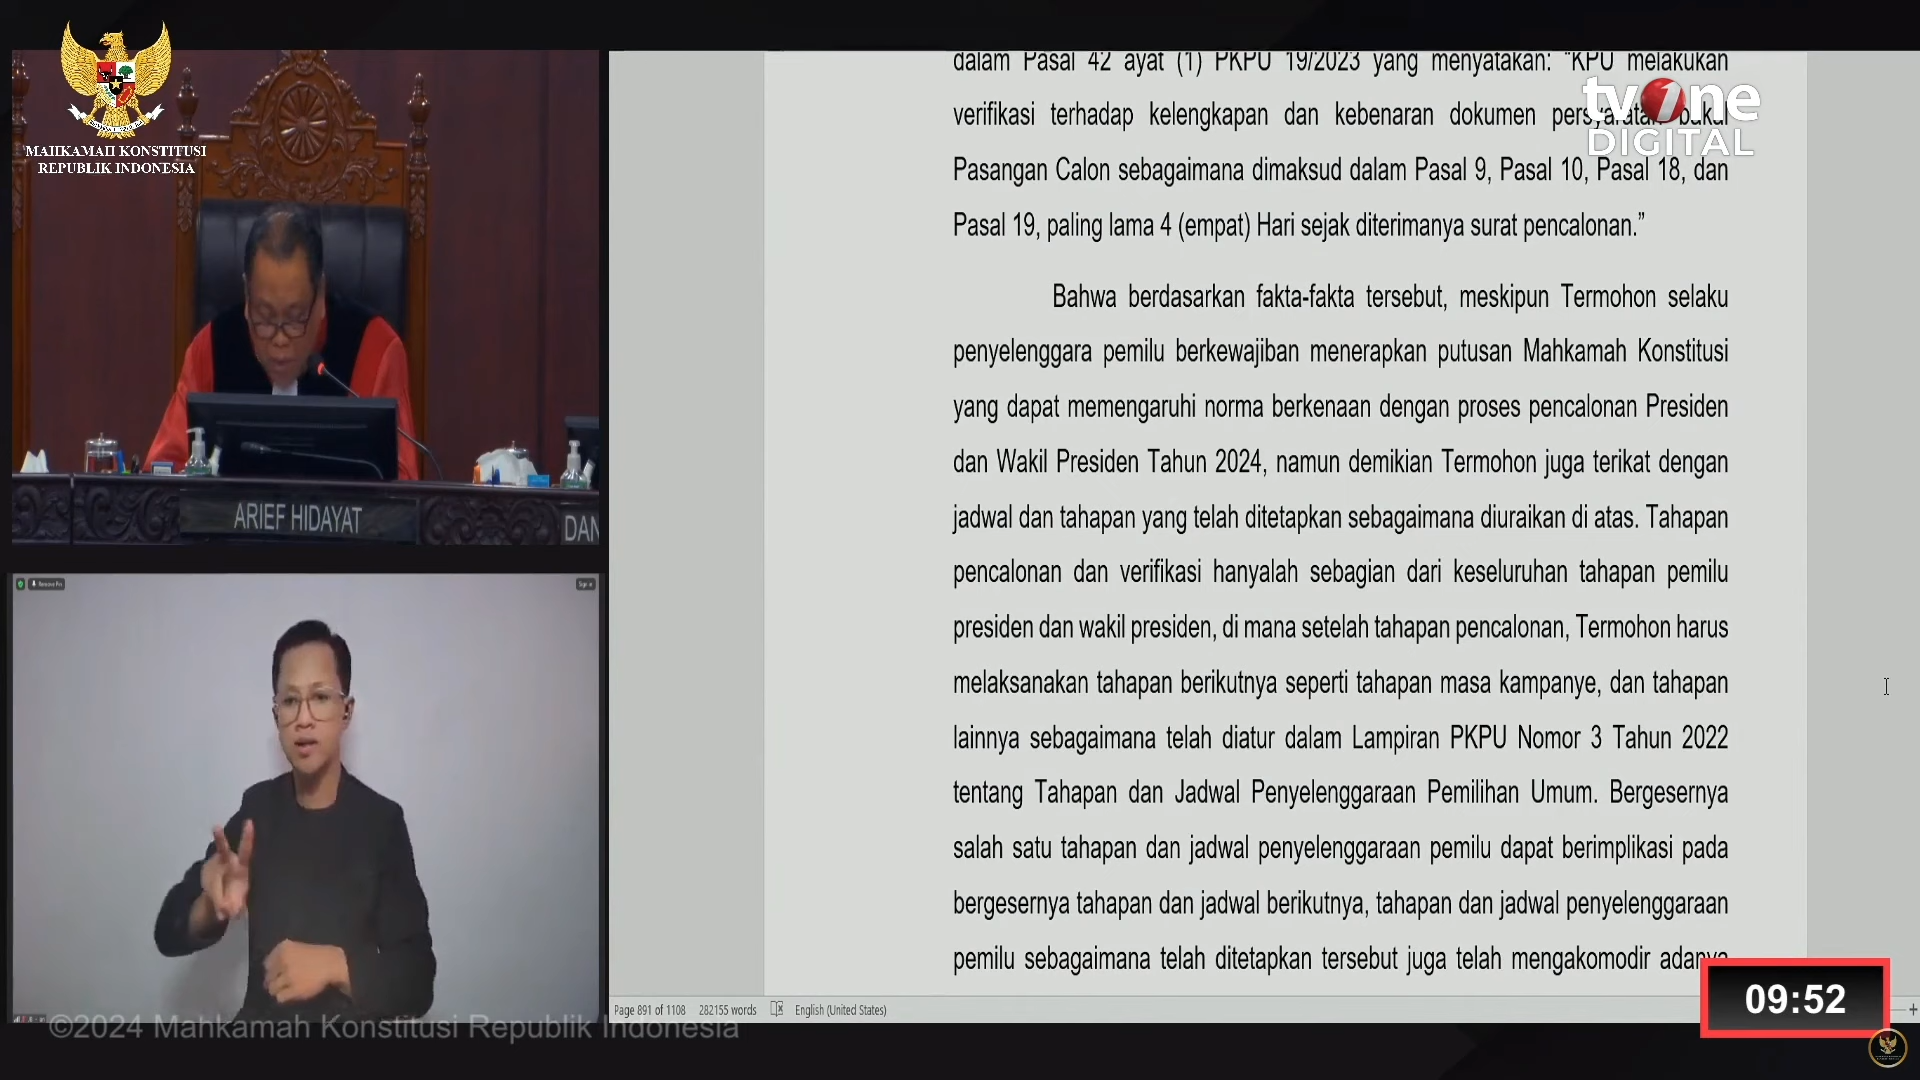 MAHKAMAH KONSTITUSI
REPUBLIK INDONESIA
ARIEF HIDAYAT
DAN
dalam Pasal 42 ayat (1) PKPU 19/2023 yang menyatakan: “KPU melakukan
verifikasi terhadap kelengkapan dan kebenaran dokumen persyaratan bakal
Pasangan Calon sebagaimana dimaksud dalam Pasal 9, Pasal 10, Pasal 18, dan
Pasal 19, paling lama 4 (empat) Hari sejak diterimanya surat pencalonan.”
Bahwa berdasarkan fakta-fakta tersebut, meskipun Termohon selaku
penyelenggara pemilu berkewajiban menerapkan putusan Mahkamah Konstitusi
yang dapat memengaruhi norma berkenaan dengan proses pencalonan Presiden
dan Wakil Presiden Tahun 2024, namun demikian Termohon juga terikat dengan
jadwal dan tahapan yang telah ditetapkan sebagaimana diuraikan di atas. Tahapan
pencalonan dan verifikasi hanyalah sebagian dari keseluruhan tahapan pemilu
presiden dan wakil presiden, di mana setelah tahapan pencalonan, Termohon harus
melaksanakan tahapan berikutnya seperti tahapan masa kampanye, dan tahapan
lainnya sebagaimana telah diatur dalam Lampiran PKPU Nomor 3 Tahun 2022
tentang Tahapan dan Jadwal Penyelenggaraan Pemilihan Umum. Bergesernya
salah satu tahapan dan jadwal penyelenggaraan pemilu dapat berimplikasi pada
bergesernya tahapan dan jadwal berikutnya, tahapan dan jadwal penyelenggaraan
pemilu sebagaimana telah ditetapkan tersebut juga telah mengakomodir adanya
tvOne
DIGITAL
Page 891 of 1108 282155 words English (United States)
09:52
©2024 Mahkamah Konstitusi Republik Indonesia